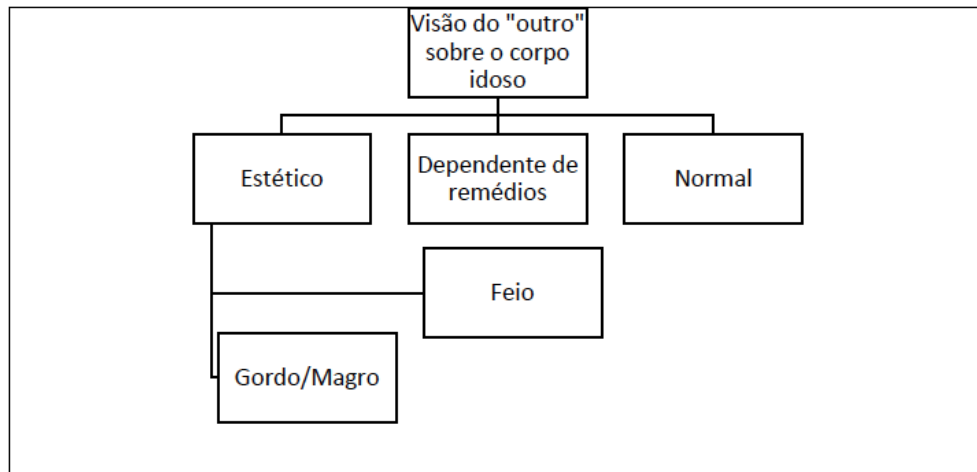 Visão do "outro"
sobre o corpo
idoso
Estético
Dependente de
remédios
Normal
Feio
Gordo/Magro